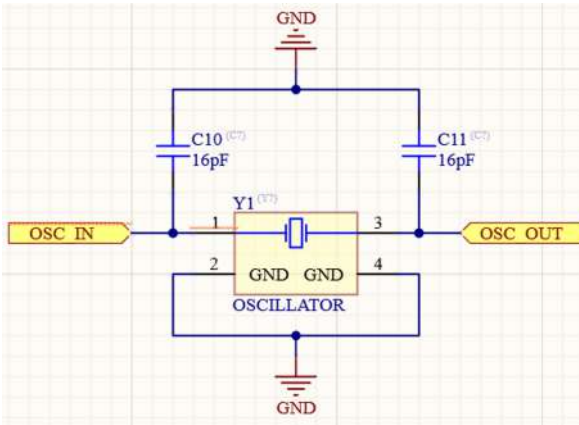 GND
C10 (C?)
16pF
C11 (C?)
16pF
Y1 (Y?)
OSC IN
1
3
OSC OUT
2
GND
GND
4
OSCILLATOR
GND